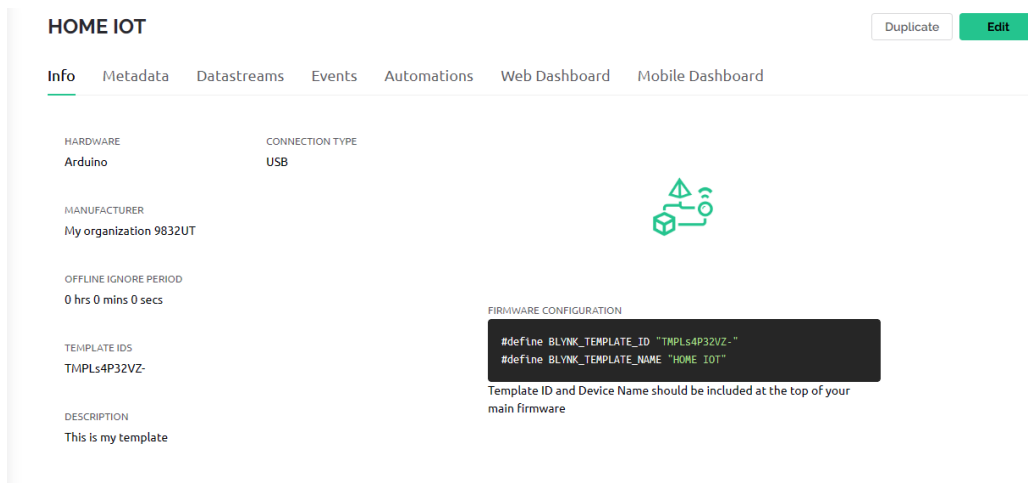 HOME IOT
Duplicate
Edit
Info
Metadata
Datastreams
Events
Automations
Web Dashboard
Mobile Dashboard
HARDWARE
Arduino
CONNECTION TYPE
USB
MANUFACTURER
My organization 9832UT
OFFLINE IGNORE PERIOD
0 hrs 0 mins 0 secs
TEMPLATE IDS
TMPLs4P32VZ-
DESCRIPTION
This is my template
FIRMWARE CONFIGURATION
#define BLYNK_TEMPLATE_ID "TMPLs4P32VZ-"
#define BLYNK_TEMPLATE_NAME "HOME IOT"
Template ID and Device Name should be included at the top of your
main firmware